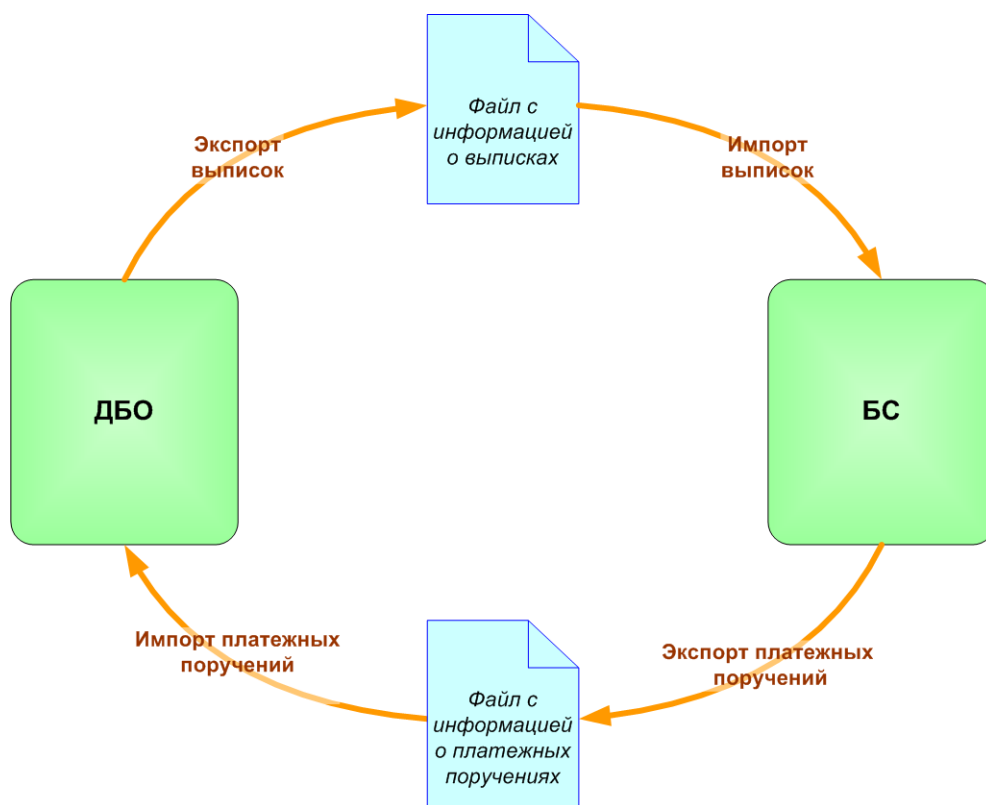 Файл с
информацией
о выписках
Экспорт
выписок
Импорт
выписок
ДБО
БС
Импорт платежных
поручений
Экспорт платежных
поручений
Файл с
информацией
о платежных
поручениях